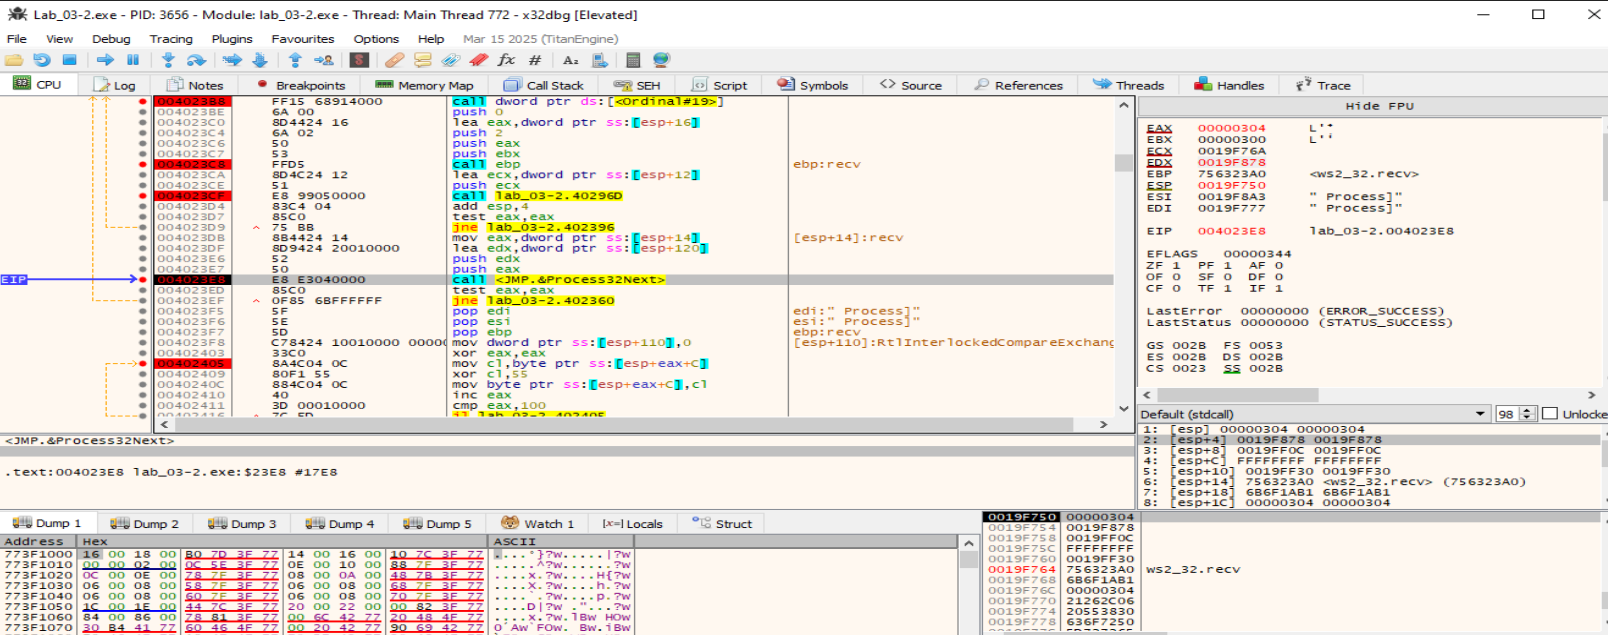 Lab_03-2.exe - PID: 3656 - Module: lab_03-2.exe - Thread: Main Thread 772 - x32dbg [Elevated]
File View Debug Tracing Plugins Favourites Options Help Mar 15 2025 (TitanEngine)
CPU Log Notes Breakpoints Memory Map Call Stack SEH Script Symbols Source References Threads Handles Trace
004023B8 FF15 68914000 call dword ptr ds:[<Ordinal#19>]
004023BE 6A 00 push 0
004023C0 8D4424 16 lea eax,dword ptr ss:[esp+16]
004023C4 6A 02 push 2
004023C6 50 push eax
004023C7 53 push ebx
004023C8 FFD5 call ebp ebp:recv
004023CA 8D4C24 12 lea ecx,dword ptr ss:[esp+12]
004023CE 51 push ecx
004023CF E8 99050000 call lab_03-2.40296D
004023D4 83C4 04 add esp,4
004023D7 85C0 test eax,eax
004023D9 75 BB jne lab_03-2.402396
004023DB 8B4424 14 mov eax,dword ptr ss:[esp+14] [esp+14]:recv
004023DF 8D9424 20010000 lea edx,dword ptr ss:[esp+120]
004023E6 52 push edx
004023E7 50 push eax
EIP 004023E8 E8 E3040000 call <JMP.&Process32Next>
004023ED 85C0 test eax,eax
004023EF 0F85 6BFFFFFF jne lab_03-2.402360
004023F5 5F pop edi edi:" Process]"
004023F6 5E pop esi esi:" Process]"
004023F7 5D pop ebp ebp:recv
004023F8 C78424 10010000 0000 mov dword ptr ss:[esp+110],0 [esp+110]:RtlInterlockedCompareExchang
00402403 33C0 xor eax,eax
00402405 8A4C04 0C mov cl,byte ptr ss:[esp+eax+C]
00402409 80F1 55 xor cl,55
0040240C 884C04 0C mov byte ptr ss:[esp+eax+C],cl
00402410 40 inc eax
00402411 3D 00010000 cmp eax,100
00402416 7C ED jl lab_03-2.402405
Hide FPU
EAX 00000304 L'̄'
EBX 00000300
ECX 0019F76A
EDX 0019F878
EBP 756323A0 <ws2_32.recv>
ESP 0019F750
ESI 0019F8A3 " Process]"
EDI 0019F777 " Process]"
EIP 004023E8 lab_03-2.004023E8
EFLAGS 00000344
ZF 1 PF 1 AF 0
OF 0 SF 0 DF 0
CF 0 TF 1 IF 1
LastError 00000000 (ERROR_SUCCESS)
LastStatus 00000000 (STATUS_SUCCESS)
GS 002B FS 0053
ES 002B DS 002B
CS 0023 SS 002B
Default (stdcall) 98 Unlocke
1: [esp] 00000304 00000304
2: [esp+4] 0019F878 0019F878
3: [esp+8] 0019FF0C 0019FF0C
4: [esp+C] FFFFFFFF FFFFFFFF
5: [esp+10] 0019FF30 0019FF30
6: [esp+14] 756323A0 <ws2_32.recv> (756323A0)
7: [esp+18] 6B6F1AB1 6B6F1AB1
8: [esp+1C] 00000304 00000304
<JMP.&Process32Next>
.text:004023E8 lab_03-2.exe:$23E8 #17E8
Dump 1 Dump 2 Dump 3 Dump 4 Dump 5 Watch 1 [x=] Locals Struct
Address Hex ASCII
773F1000 16 00 18 00 B0 7D 3F 77 14 00 16 00 10 7C 3F 77 ....°}?w.....|?w
773F1010 00 00 02 00 0C 5E 3F 77 0E 00 10 00 88 7F 3F 77 .....^?w......?w
773F1020 0C 00 0E 00 78 7F 3F 77 08 00 0A 00 48 7B 3F 77 ....x.?w....H{?w
773F1030 06 00 08 00 58 7F 3F 77 06 00 08 00 68 7F 3F 77 ....X.?w....h.?w
773F1040 06 00 08 00 60 7F 3F 77 06 00 08 00 70 7F 3F 77 ....`.?w....p.?w
773F1050 1C 00 1E 00 44 7C 3F 77 20 00 22 00 00 82 3F 77 ....D|?w ."...?w
773F1060 84 00 86 00 78 81 3F 77 00 6C 42 77 20 48 4F 77 ....x.?w.lBw HOw
773F1070 30 B4 41 77 60 46 4F 77 00 20 42 77 90 69 42 77 0´Aw`FOw. Bw.iBw
0019F750 00000304
0019F754 0019F878
0019F758 0019FF0C
0019F75C FFFFFFFF
0019F760 0019FF30
0019F764 756323A0 ws2_32.recv
0019F768 6B6F1AB1
0019F76C 00000304
0019F770 21262C06
0019F774 20553830
0019F778 636F7250